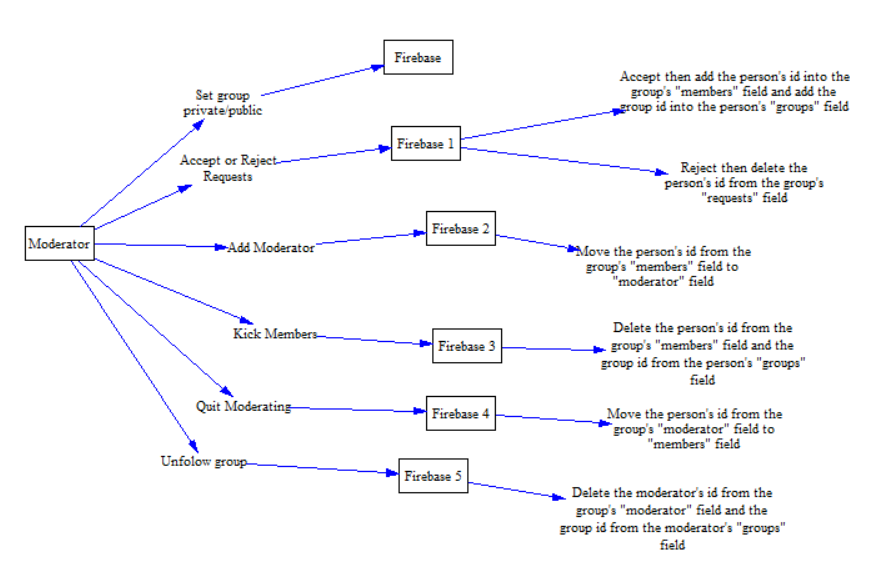 Firebase
Set group
private/public
Accept then add the person's id into the
group's "members" field and add the
group id into the person's "groups" field
Accept or Reject
Requests
Firebase 1
Reject then delete the
person's id from the group's
"requests" field
Moderator
Add Moderator
Firebase 2
Move the person's id from the
group's "members" field to
"moderator" field
Kick Members
Firebase 3
Delete the person's id from the
group's "members" field and the
group id from the person's "groups"
field
Quit Moderating
Firebase 4
Move the person's id from the
group's "moderator" field to
"members" field
Unfolow group
Firebase 5
Delete the moderator's id from the
group's "moderator" field and the
group id from the moderator's "groups"
field